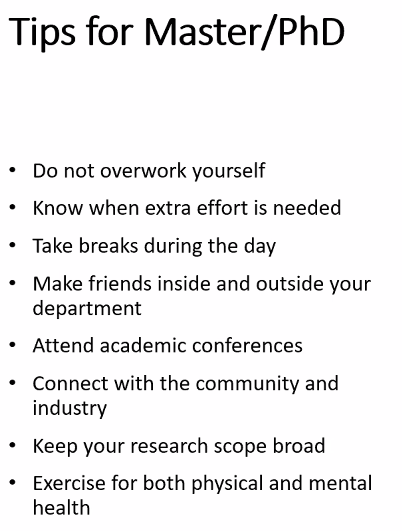 Tips for Master/PhD
• Do not overwork yourself
• Know when extra effort is needed
• Take breaks during the day
• Make friends inside and outside your
department
• Attend academic conferences
• Connect with the community and
industry
• Keep your research scope broad
• Exercise for both physical and mental
health